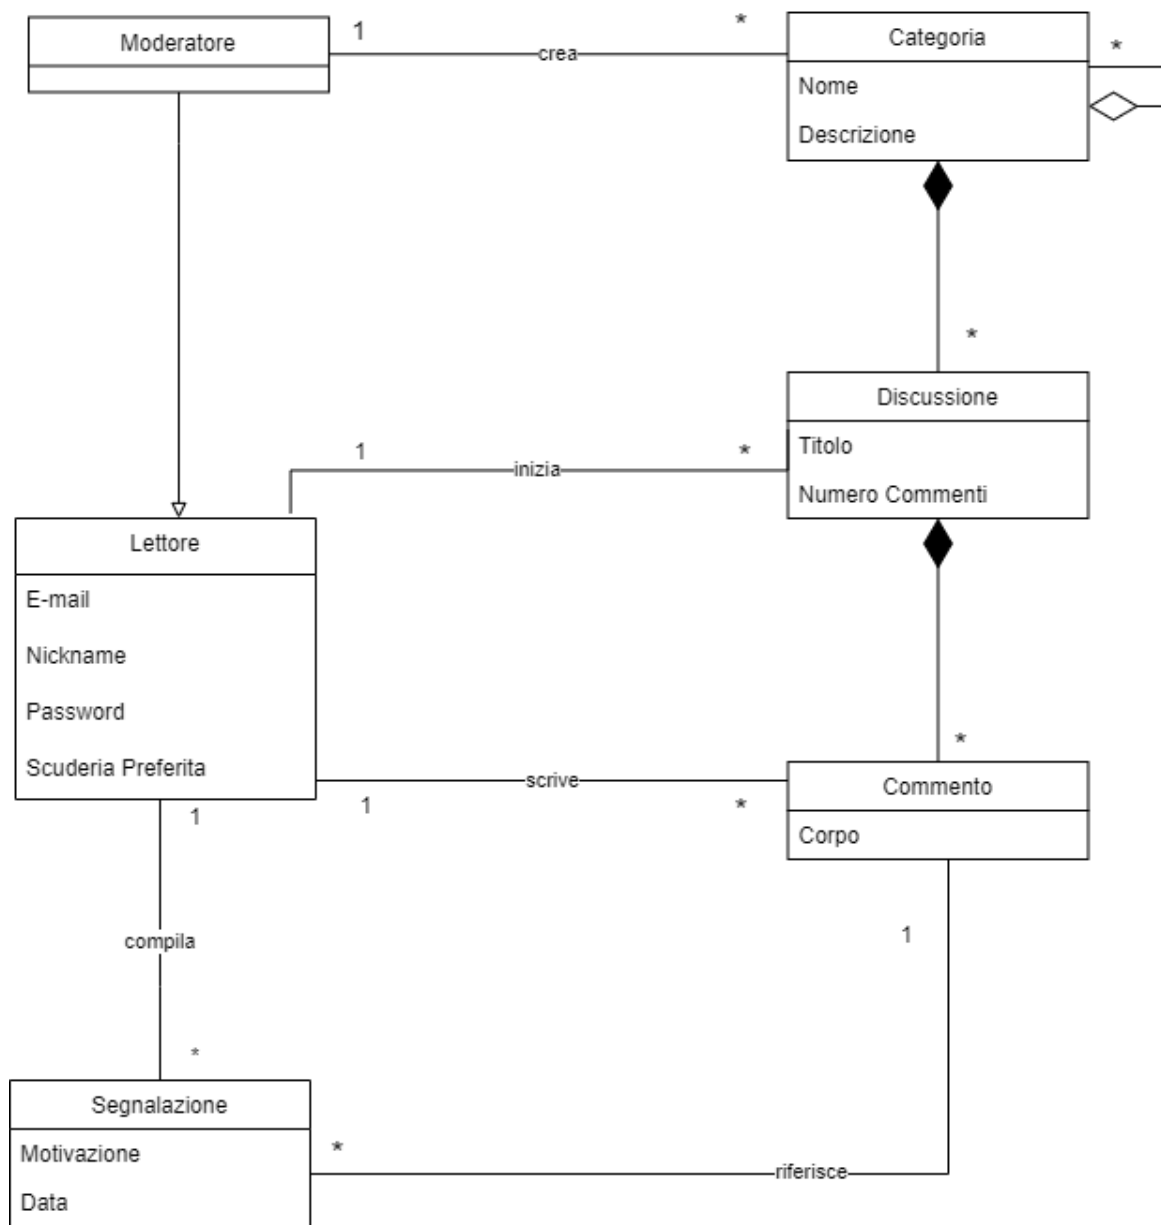 Moderatore
1
crea
*
Categoria
Nome
Descrizione
*
*
Discussione
Titolo
Numero Commenti
1
inizia
*
Lettore
E-mail
Nickname
Password
Scuderia Preferita
*
Commento
Corpo
1
scrive
*
1
compila
*
1
Segnalazione
Motivazione
Data
*
riferisce